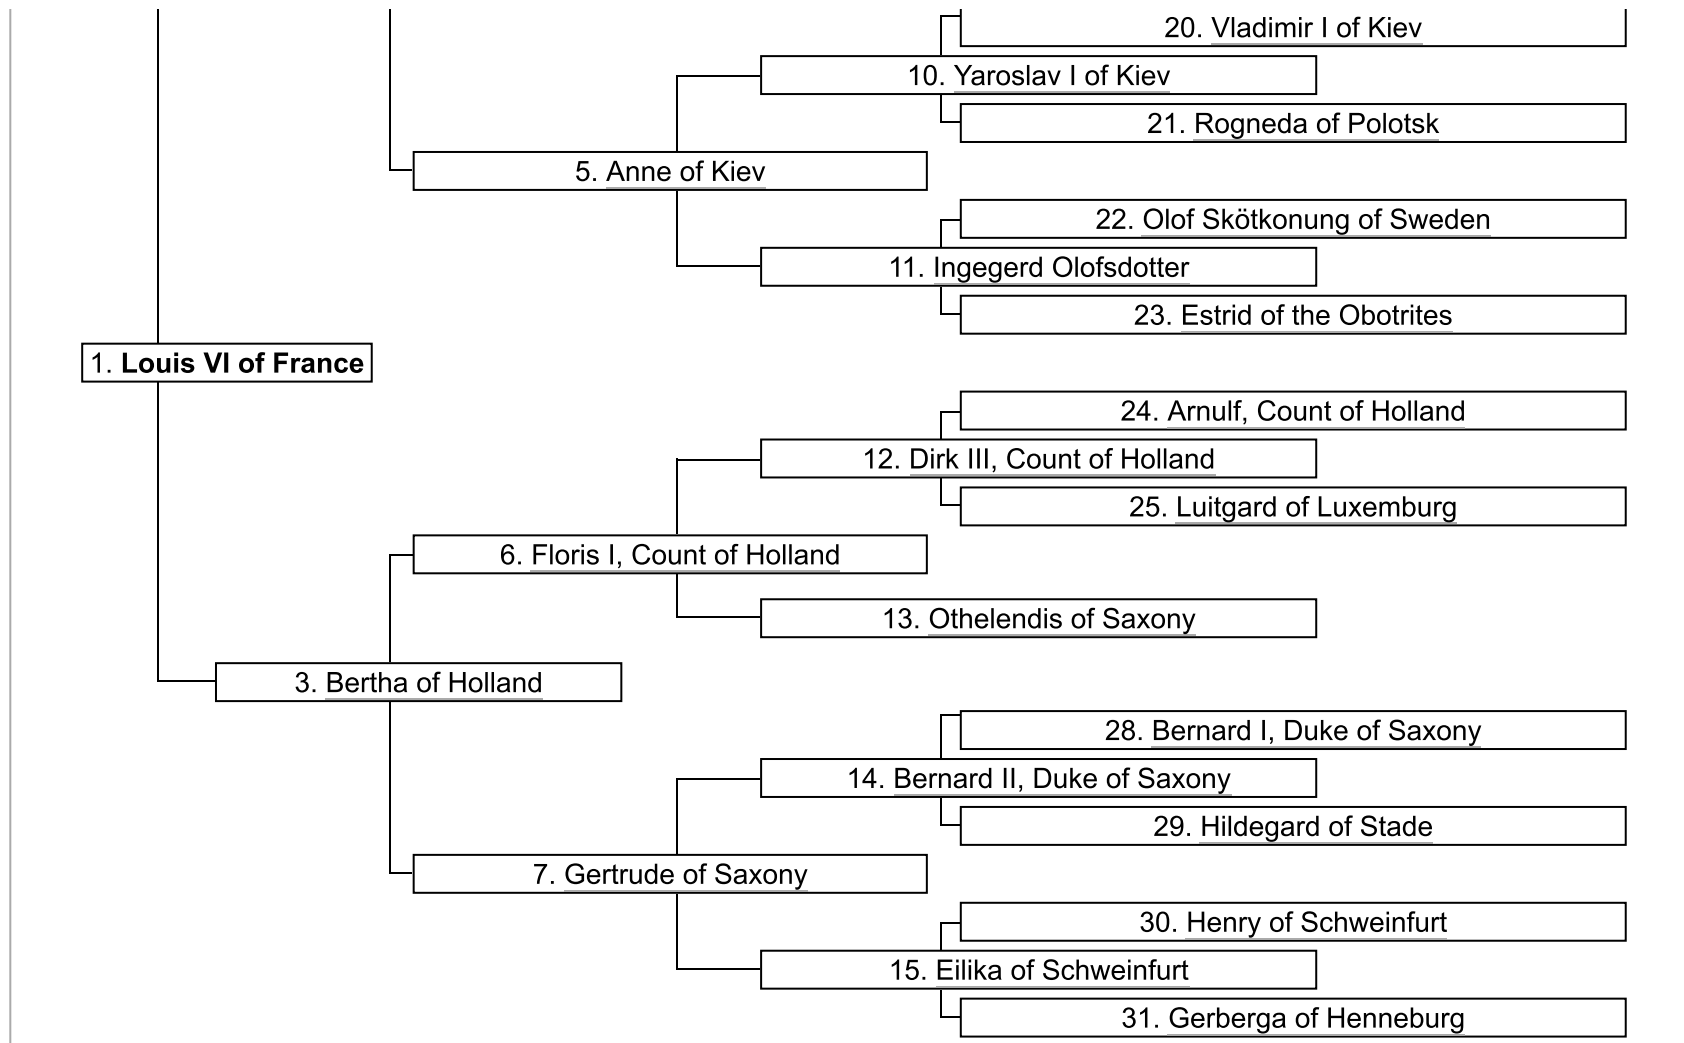 20. Vladimir I of Kiev
10. Yaroslav I of Kiev
21. Rogneda of Polotsk
5. Anne of Kiev
22. Olof Skötkonung of Sweden
11. Ingegerd Olofsdotter
23. Estrid of the Obotrites
1. Louis VI of France
24. Arnulf, Count of Holland
12. Dirk III, Count of Holland
25. Luitgard of Luxemburg
6. Floris I, Count of Holland
13. Othelendis of Saxony
3. Bertha of Holland
28. Bernard I, Duke of Saxony
14. Bernard II, Duke of Saxony
29. Hildegard of Stade
7. Gertrude of Saxony
30. Henry of Schweinfurt
15. Eilika of Schweinfurt
31. Gerberga of Henneburg